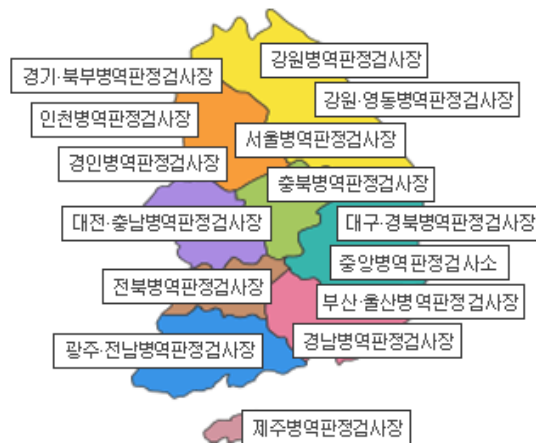 강원병역판정검사장
경기·북부병역판정검사장
강원·영동병역판정검사장
인천병역판정검사장
서울병역판정검사장
경인병역판정검사장
충북병역판정검사장
대전·충남병역판정검사장
대구·경북병역판정검사장
중앙병역판정검사소
전북병역판정검사장
부산·울산병역판정검사장
경남병역판정검사장
광주·전남병역판정검사장
제주병역판정검사장